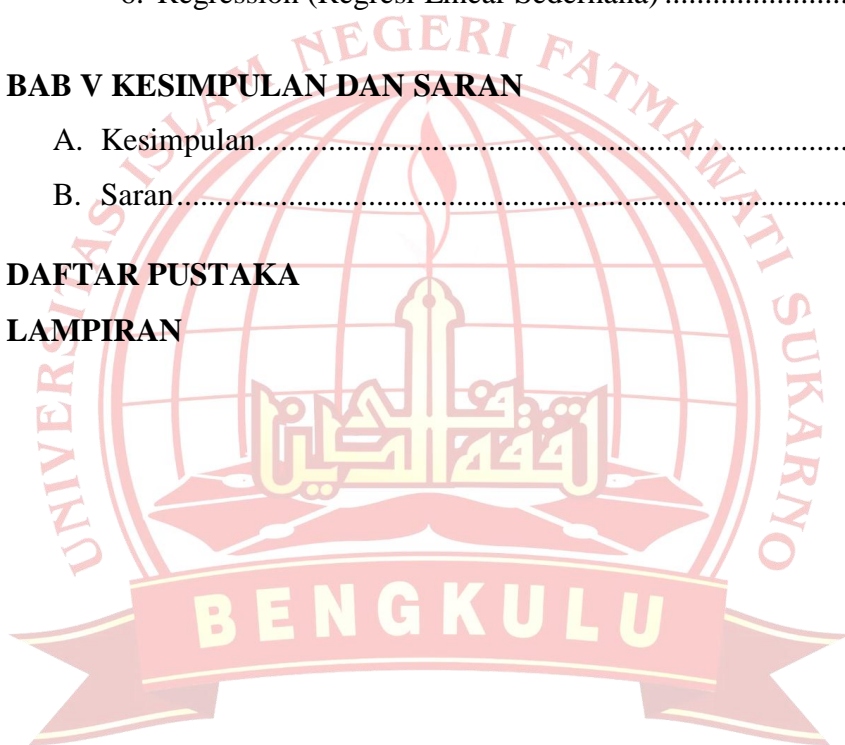 Regression (Regresi Linear Sederhana)........................
UNIVERSITAS ISLAM NEGERI FATMAWATI SUKARNO
BAB V KESIMPULAN DAN SARAN
A. Kesimpulan................................................................................
B. Saran..........................................................................................
DAFTAR PUSTAKA
LAMPIRAN
BENGKULU